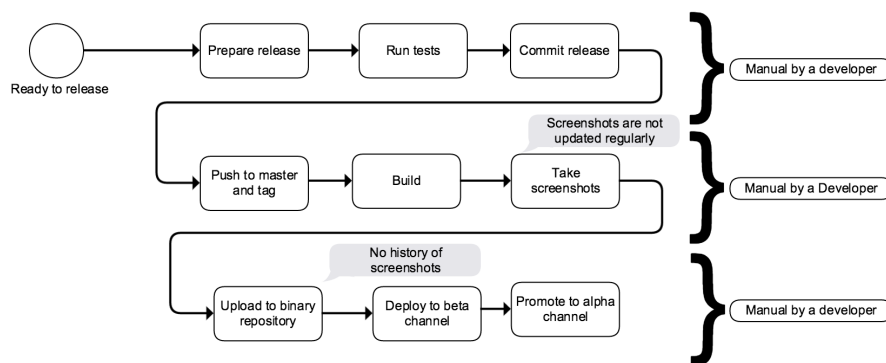 Ready to release
Prepare release
Run tests
Commit release
Manual by a developer
Screenshots are not
updated regularly
Push to master
and tag
Build
Take
screenshots
Manual by a Developer
No history of
screenshots
Upload to binary
repository
Deploy to beta
channel
Promote to alpha
channel
Manual by a developer